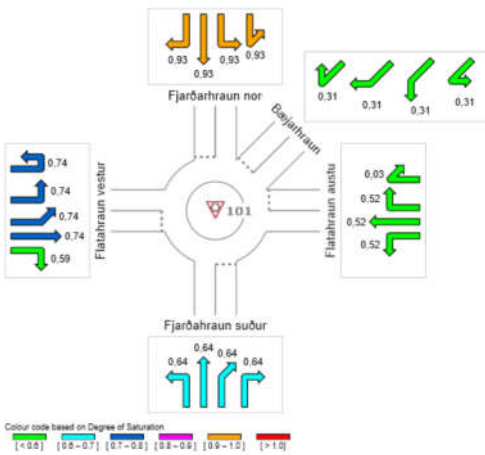 0,93 0,93 0,93
0,93
Fjarðarhraun nor
0,31 0,31 0,31 0,31
Bæjarhraun
0,74
0,74
0,74
0,74
0,59
Flatahraun vestur
101
0,03
0,52
0,52
0,52
Flatahraun austu
Fjarðahraun suður
0,64 0,64 0,64 0,64
Colour code based on Degree of Saturation
[ < 0.6 ] [ 0.6 – 0.7 ] [ 0.7 – 0.8 ] [ 0.8 – 0.9 ] [ 0.9 – 1.0 ] [ > 1.0 ]